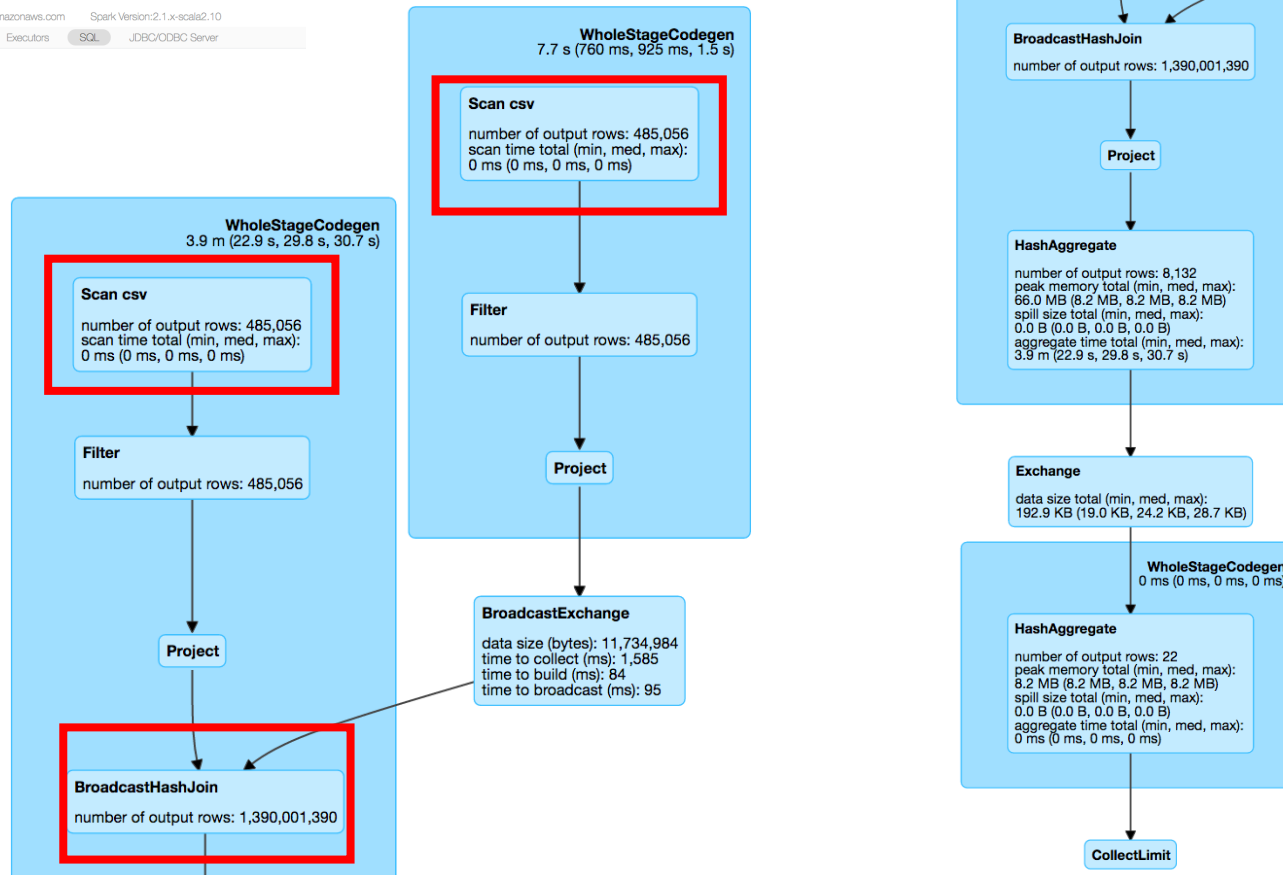 mazonaws.com Spark Version:2.1.x-scala2.10
Executors SQL JDBC/ODBC Server
WholeStageCodegen
7.7 s (760 ms, 925 ms, 1.5 s)
Scan csv
number of output rows: 485,056
scan time total (min, med, max):
0 ms (0 ms, 0 ms, 0 ms)
Filter
number of output rows: 485,056
Project
BroadcastExchange
data size (bytes): 11,734,984
time to collect (ms): 1,585
time to build (ms): 84
time to broadcast (ms): 95
WholeStageCodegen
3.9 m (22.9 s, 29.8 s, 30.7 s)
Scan csv
number of output rows: 485,056
scan time total (min, med, max):
0 ms (0 ms, 0 ms, 0 ms)
Filter
number of output rows: 485,056
Project
BroadcastHashJoin
number of output rows: 1,390,001,390
BroadcastHashJoin
number of output rows: 1,390,001,390
Project
HashAggregate
number of output rows: 8,132
peak memory total (min, med, max):
66.0 MB (8.2 MB, 8.2 MB, 8.2 MB)
spill size total (min, med, max):
0.0 B (0.0 B, 0.0 B, 0.0 B)
aggregate time total (min, med, max):
3.9 m (22.9 s, 29.8 s, 30.7 s)
Exchange
data size total (min, med, max):
192.9 KB (19.0 KB, 24.2 KB, 28.7 KB)
WholeStageCodegen
0 ms (0 ms, 0 ms, 0 ms)
HashAggregate
number of output rows: 22
peak memory total (min, med, max):
8.2 MB (8.2 MB, 8.2 MB, 8.2 MB)
spill size total (min, med, max):
0.0 B (0.0 B, 0.0 B, 0.0 B)
aggregate time total (min, med, max):
0 ms (0 ms, 0 ms, 0 ms)
CollectLimit